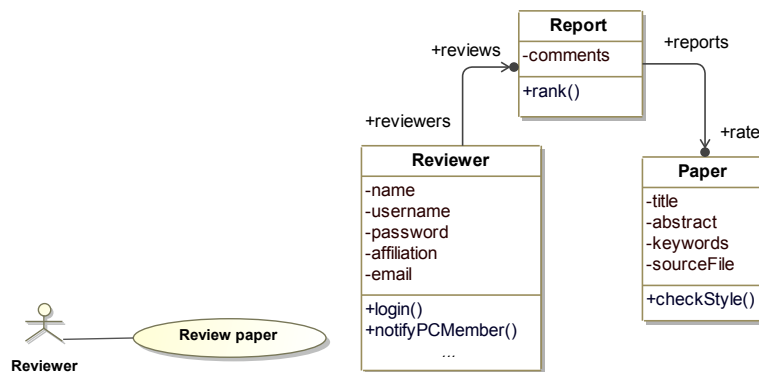 Report
-comments
+rank()
+reviews
+reports
+reviewers
+rate
Reviewer
-name
-username
-password
-affiliation
-email
+login()
+notifyPCMember()
...
Paper
-title
-abstract
-keywords
-sourceFile
+checkStyle()
Review paper
Reviewer